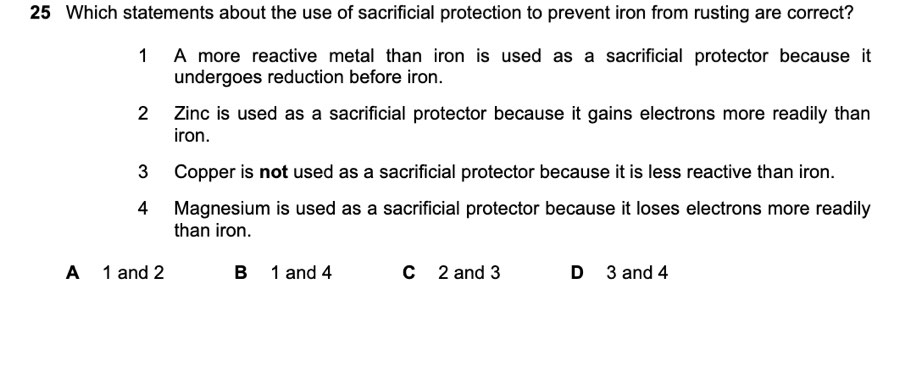 25 Which statements about the use of sacrificial protection to prevent iron from rusting are correct?
1 A more reactive metal than iron is used as a sacrificial protector because it
undergoes reduction before iron.
2 Zinc is used as a sacrificial protector because it gains electrons more readily than
iron.
3 Copper is not used as a sacrificial protector because it is less reactive than iron.
4 Magnesium is used as a sacrificial protector because it loses electrons more readily
than iron.
A 1 and 2 B 1 and 4 C 2 and 3 D 3 and 4